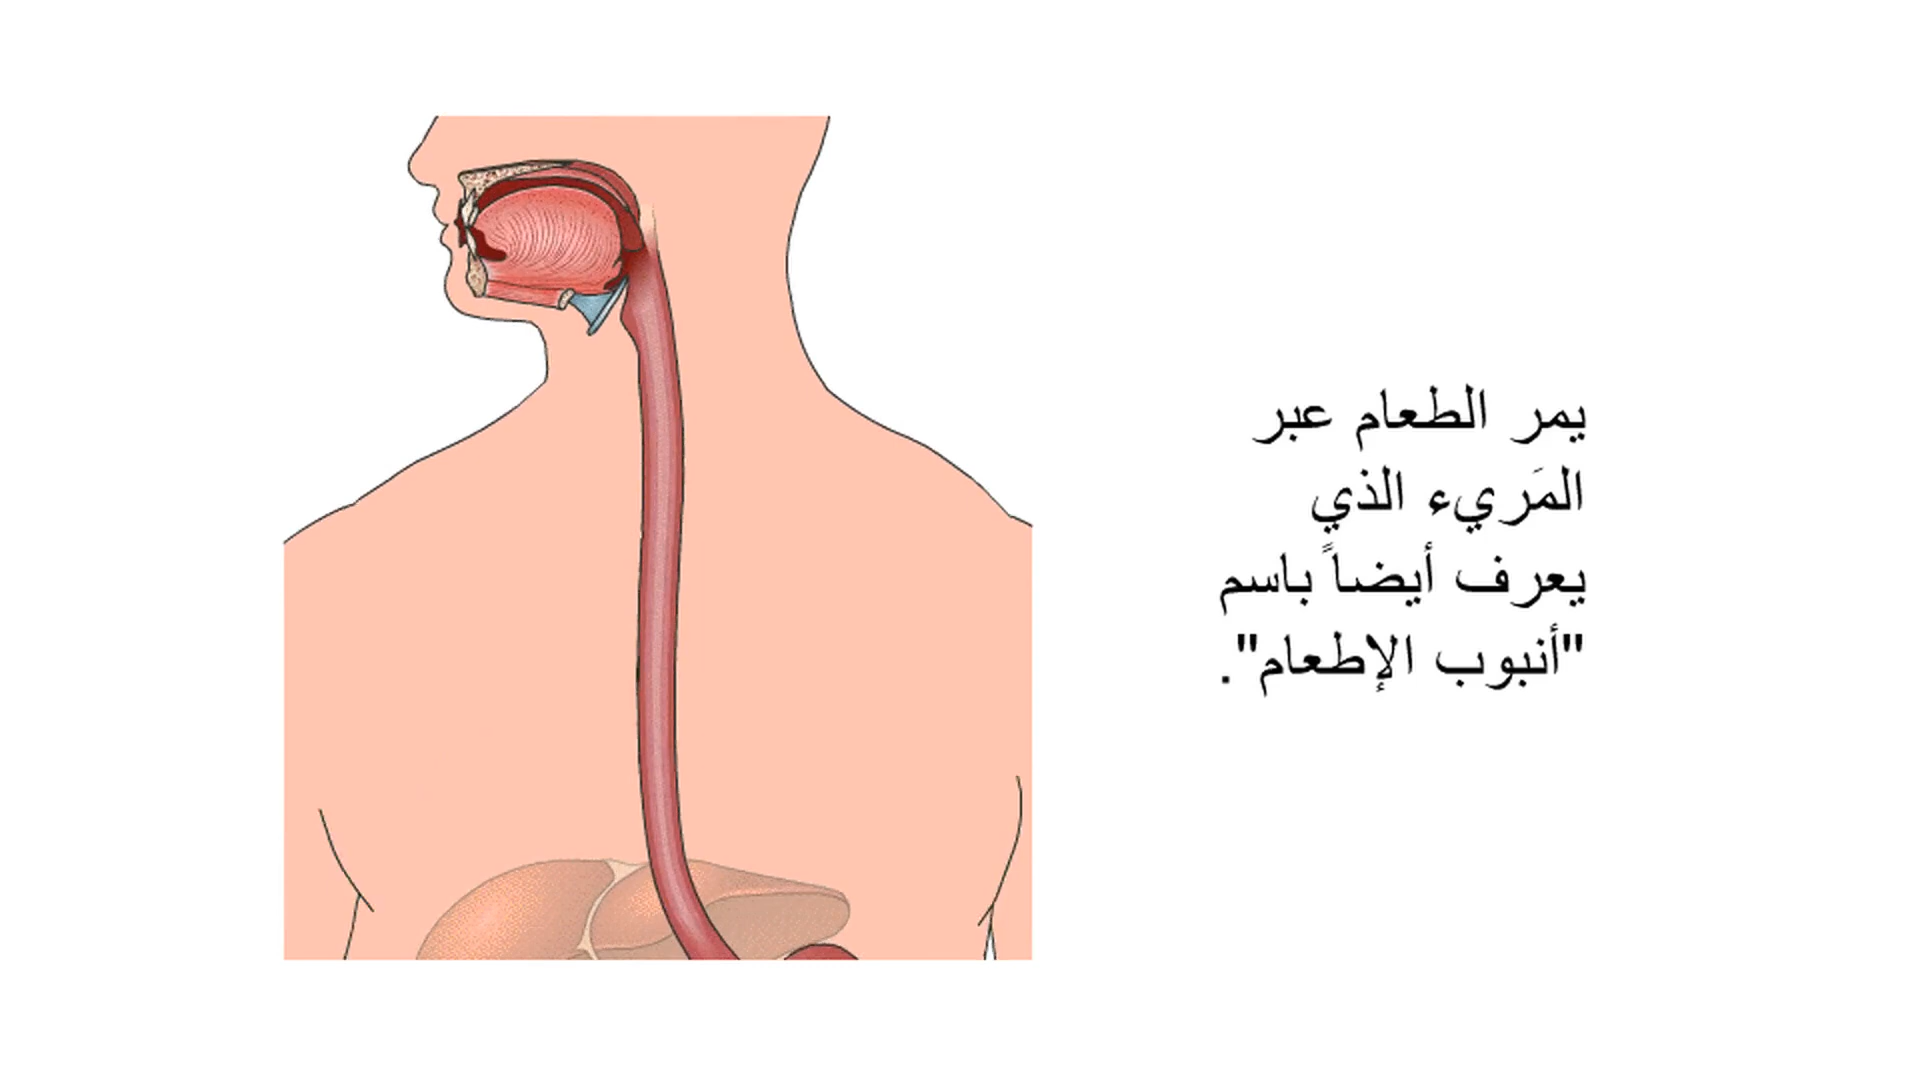 يمر الطعام عبر
المَريء الذي
يعرف أيضاً باسم
"أنبوب الإطعام".